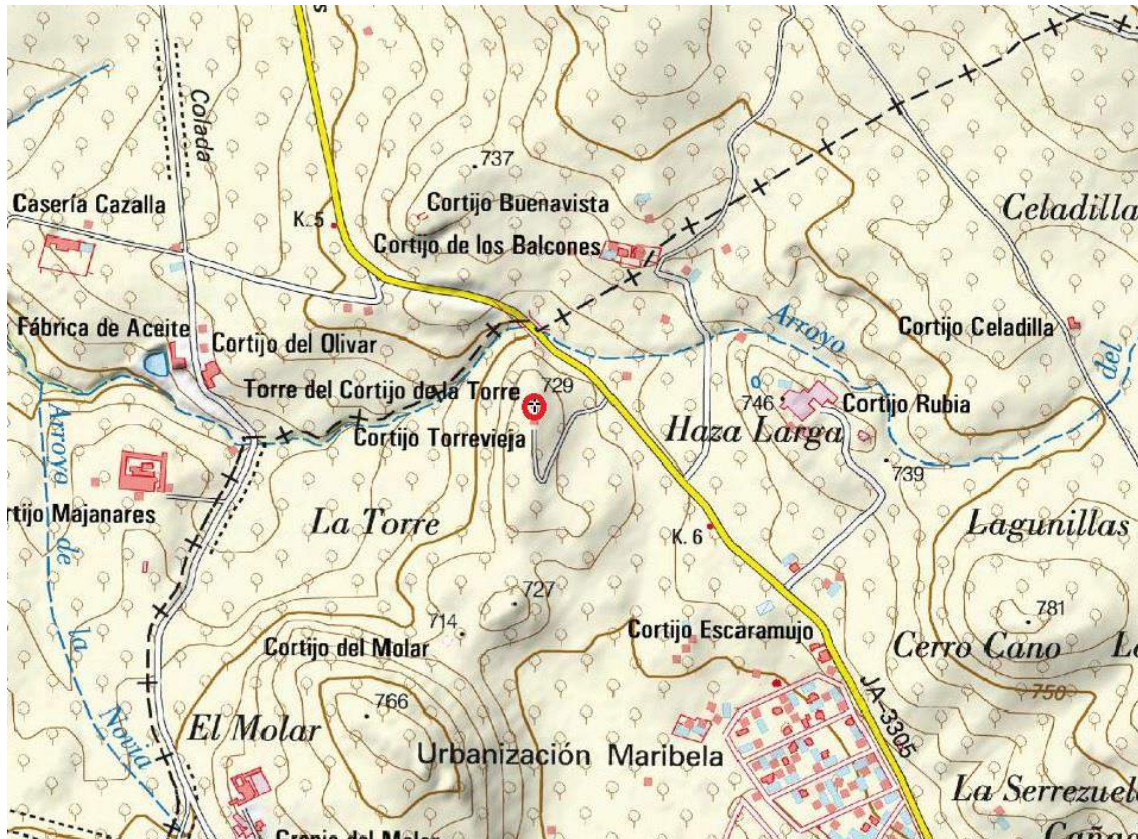 Colada
737
Casería Cazalla
K. 5
Cortijo Buenavista
Celadilla
Cortijo de los Balcones
Fábrica de Aceite
Cortijo del Olivar
Arroyo
Cortijo Celadilla
del
Torre del Cortijo de la Torre
729
746
Cortijo Rubia
Haza Larga
Cortijo Torrevieja
739
Arroyo de la Novia
rtijo Majanares
La Torre
K. 6
Lagunillas
727
714
781
Cortijo del Molar
Cortijo Escaramujo
Cerro Cano
750
766
El Molar
JA-3305
Urbanización Maribela
La Serrezuela